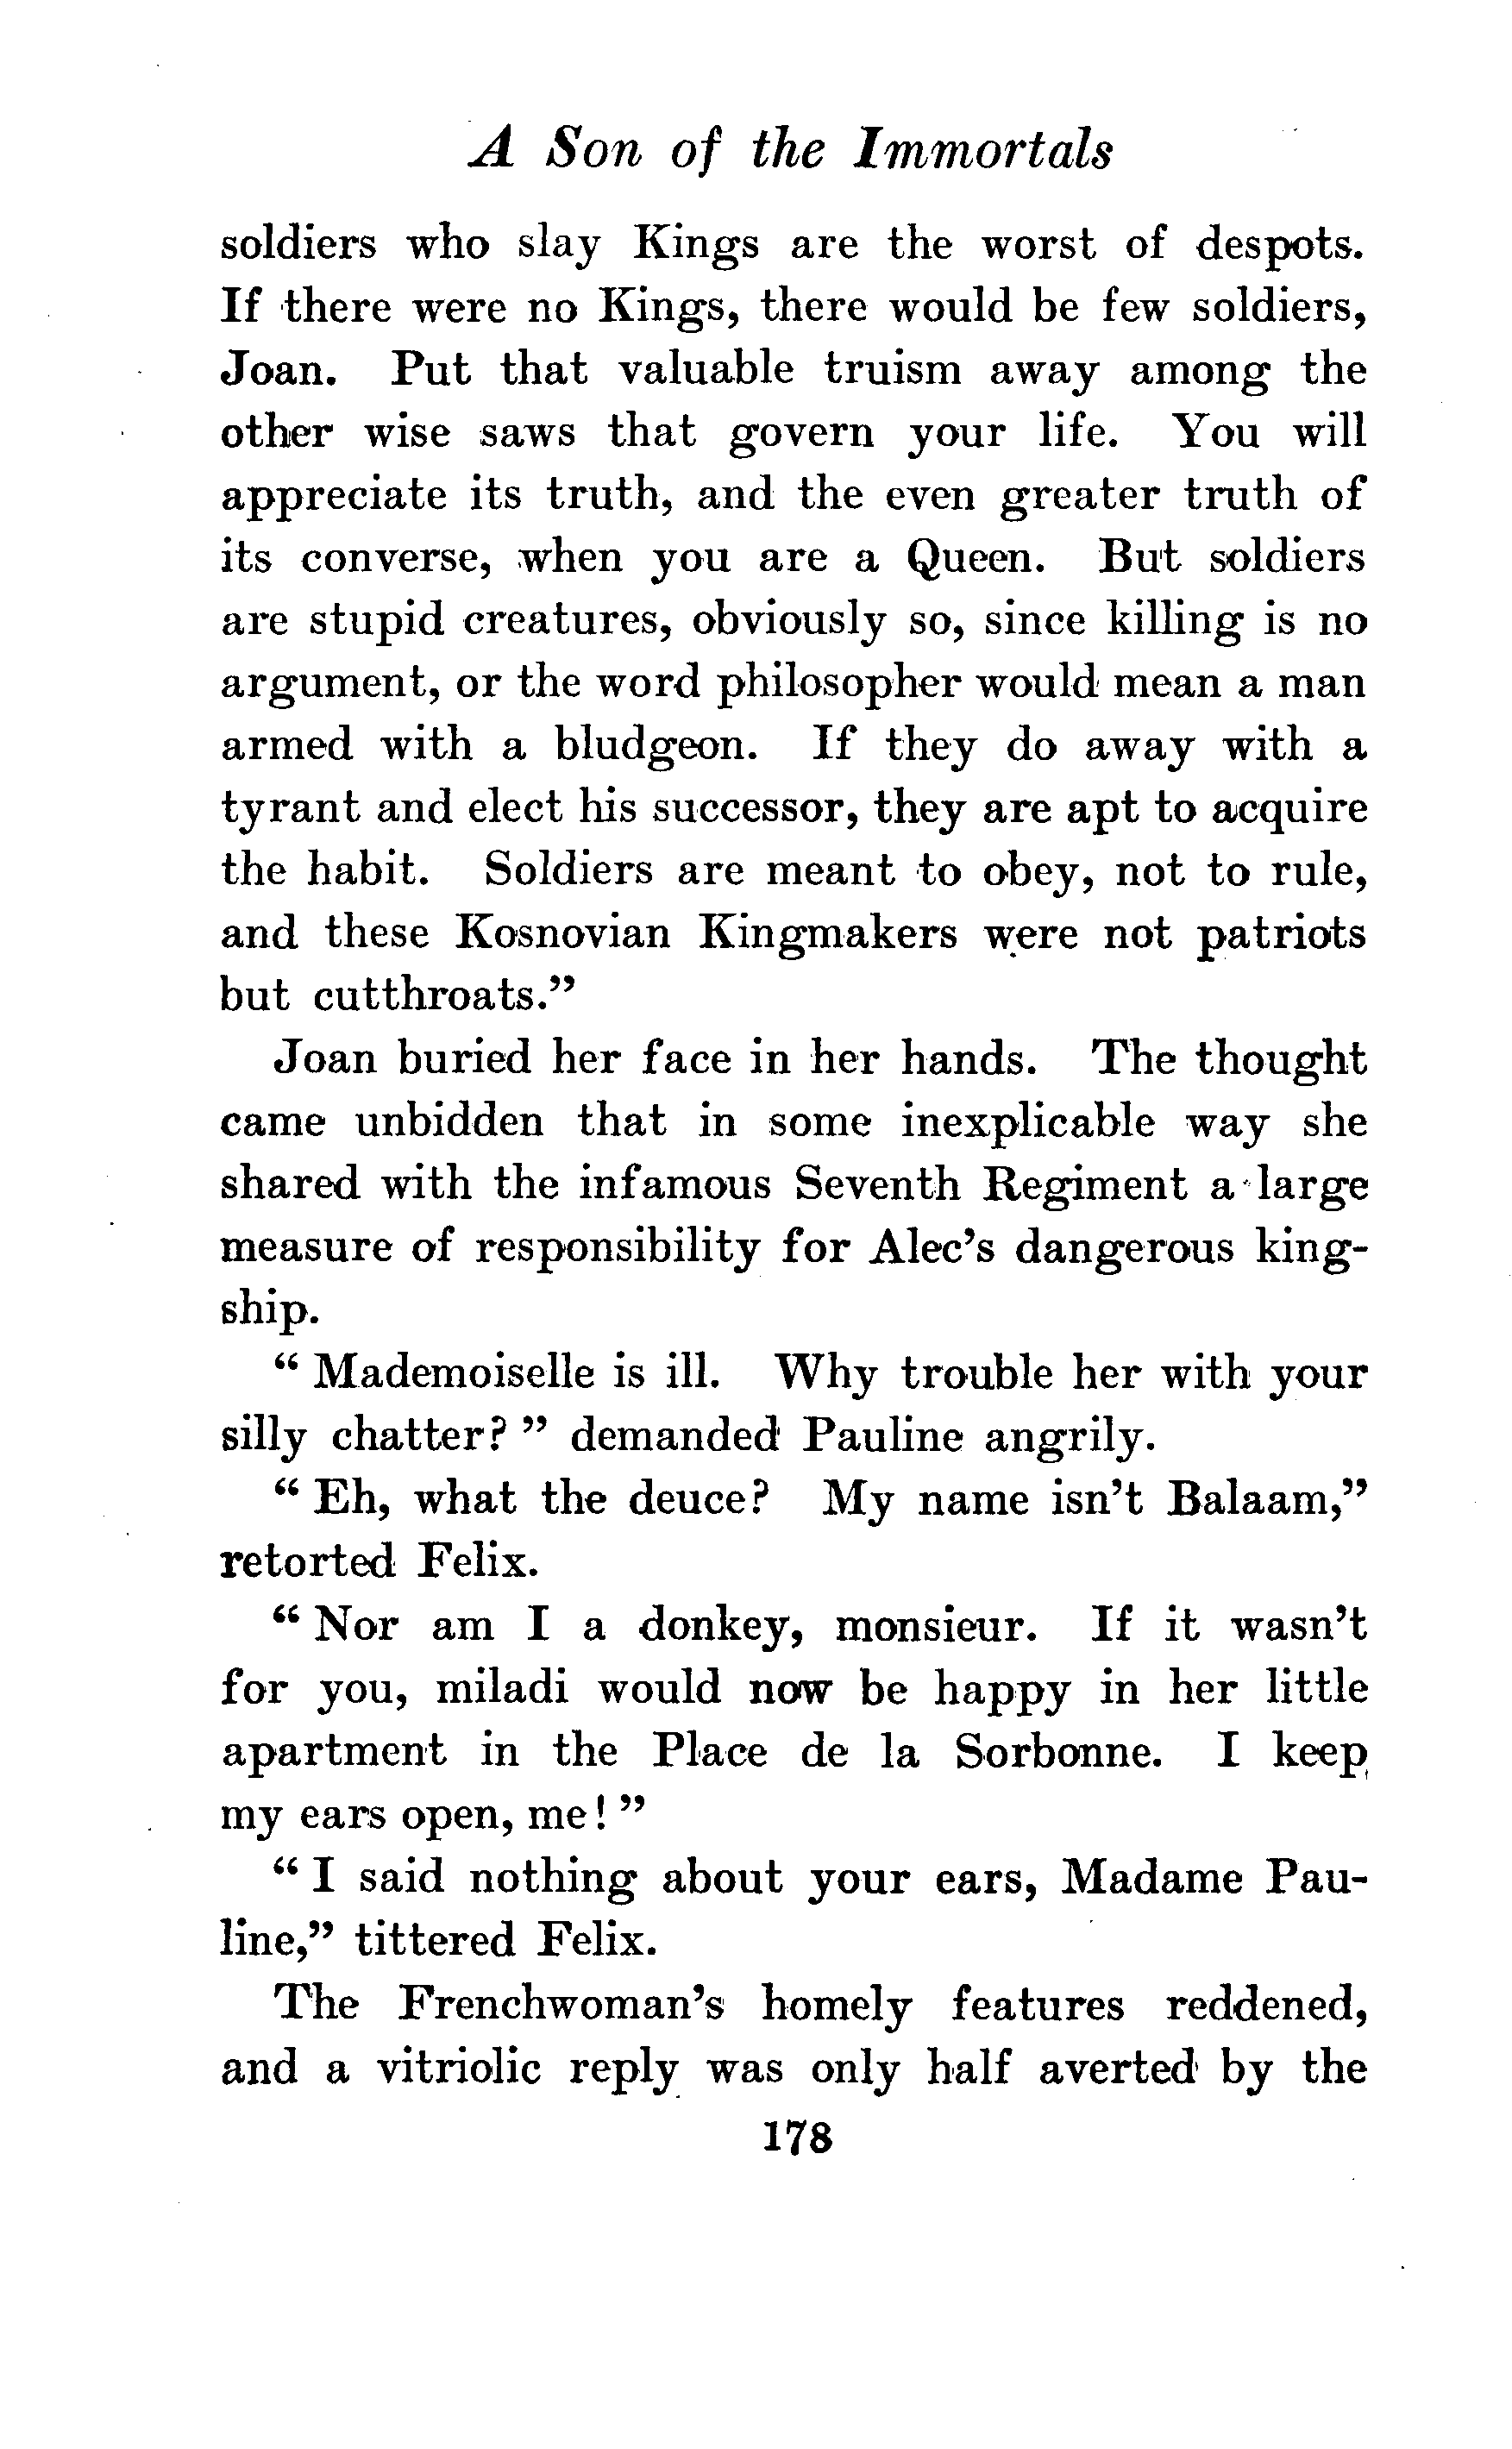 A Son of the Immortals
soldiers who slay Kings are the worst of despots.
If there were no Kings, there would be few soldiers,
Joan. Put that valuable truism away among the
other wise saws that govern your life. You will
appreciate its truth, and the even greater truth of
its converse, when you are a Queen. But soldiers
are stupid creatures, obviously so, since killing is no
argument, or the word philosopher would mean a man
armed with a bludgeon. If they do away with a
tyrant and elect his successor, they are apt to acquire
the habit. Soldiers are meant to obey, not to rule,
and these Kosnovian Kingmakers were not patriots
but cutthroats."
Joan buried her face in her hands. The thought
came unbidden that in some inexplicable way she
shared with the infamous Seventh Regiment a large
measure of responsibility for Alec's dangerous king-
ship.
" Mademoiselle is ill. Why trouble her with your
silly chatter? " demanded Pauline angrily.
" Eh, what the deuce? My name isn't Balaam,"
retorted Felix.
" Nor am I a donkey, monsieur. If it wasn't
for you, miladi would now be happy in her little
apartment in the Place de la Sorbonne. I keep
my ears open, me! "
" I said nothing about your ears, Madame Pau-
line," tittered Felix.
The Frenchwoman's homely features reddened,
and a vitriolic reply was only half averted by the
178